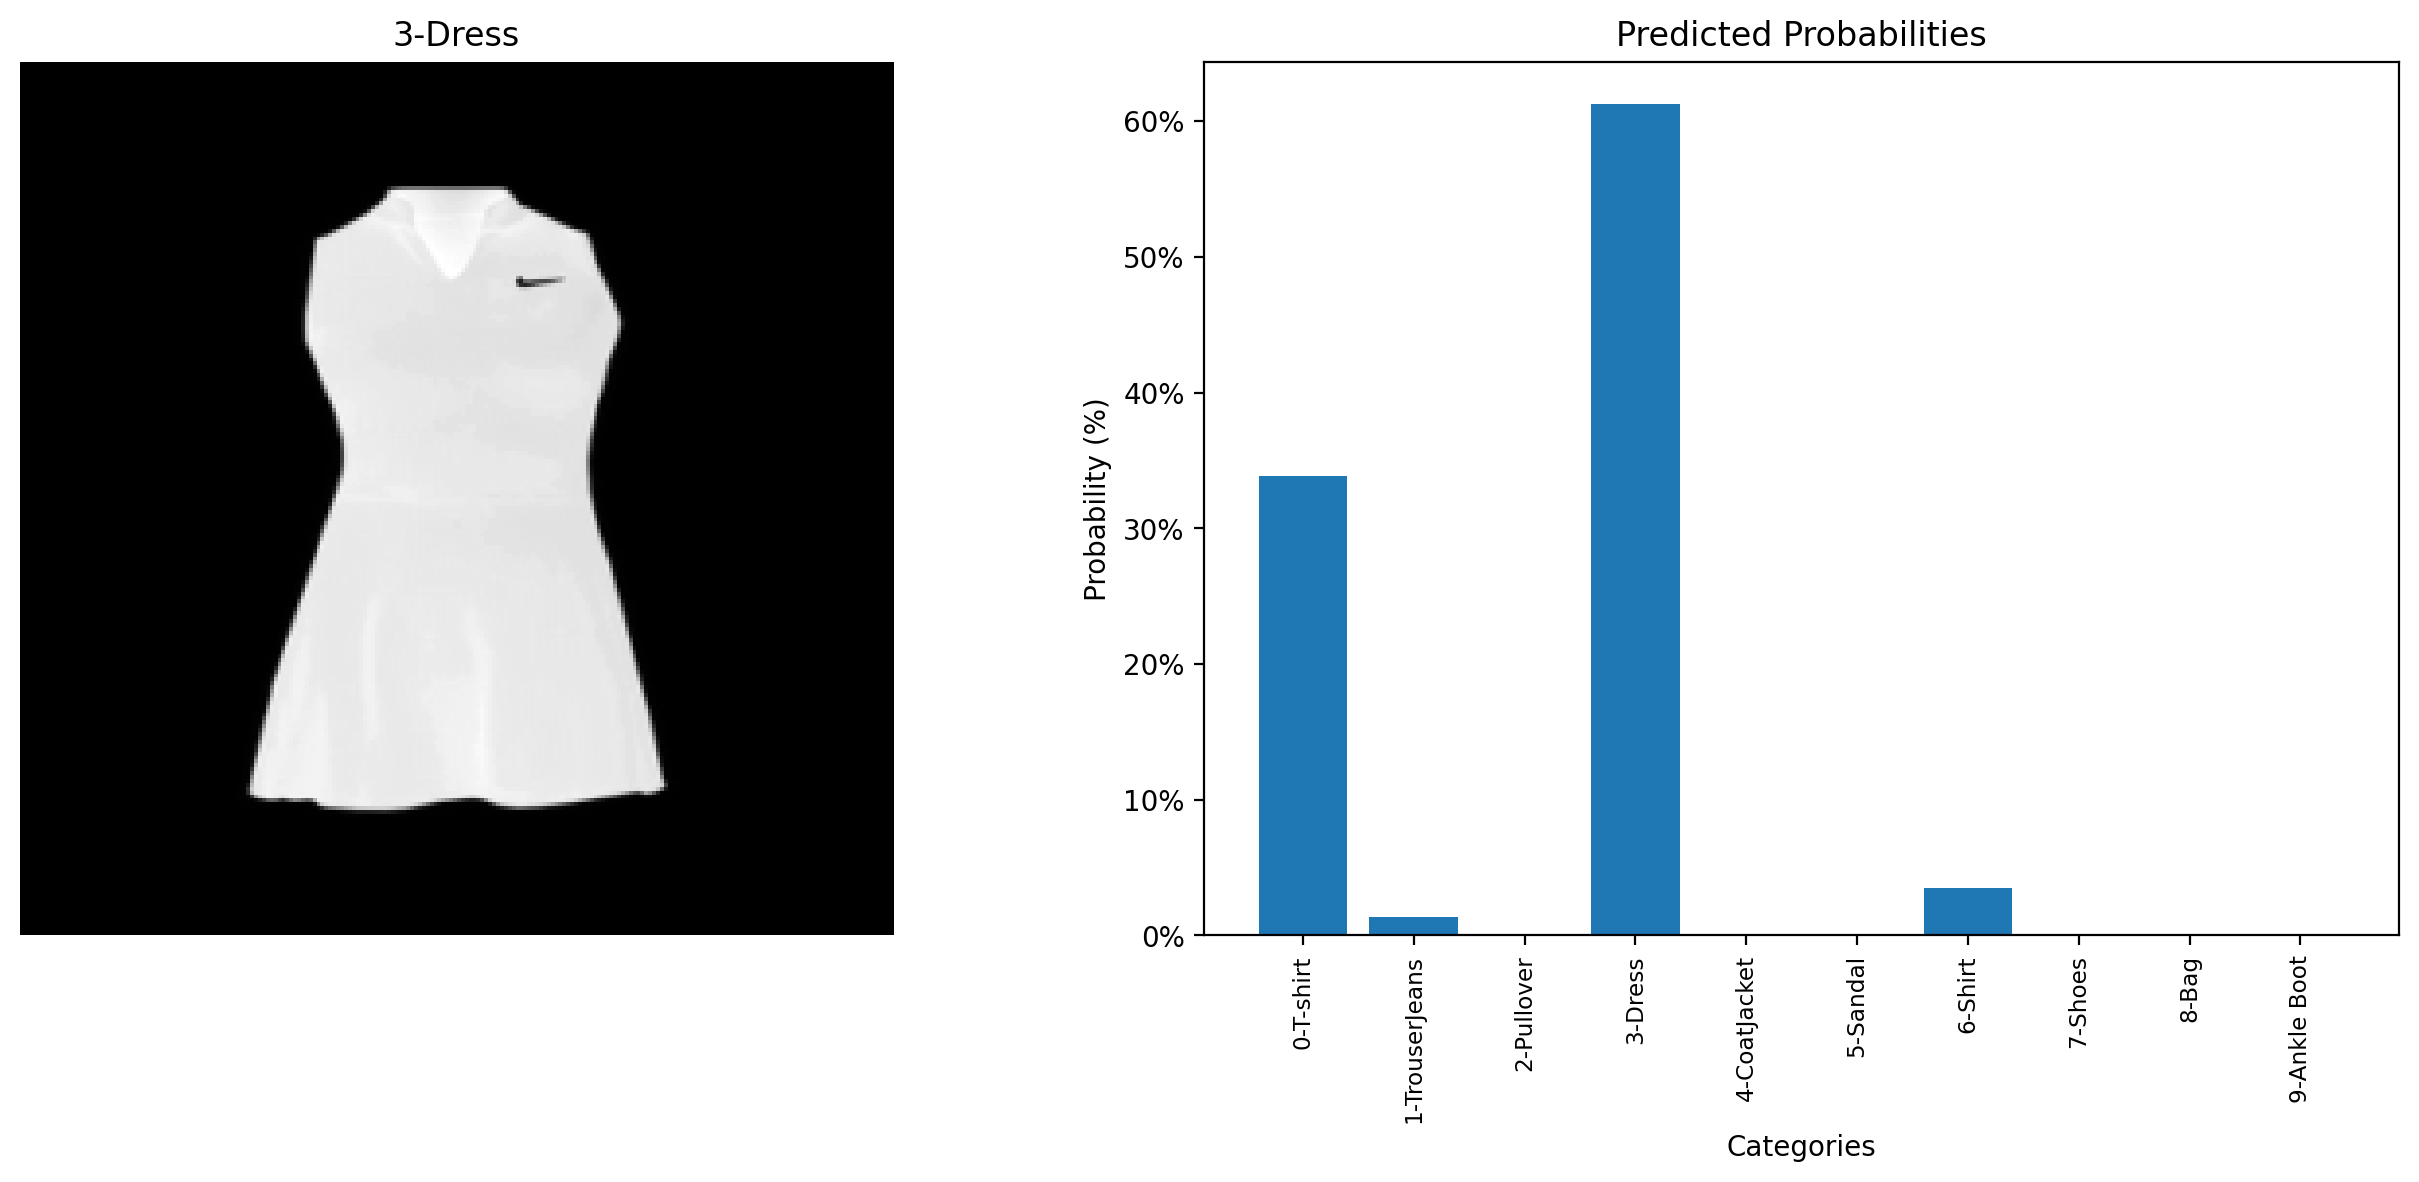 3-Dress
Predicted Probabilities
Probability (%)
60%
50%
40%
30%
20%
10%
0%
0-T-shirt
1-TrouserJeans
2-Pullover
3-Dress
4-CoatJacket
5-Sandal
6-Shirt
7-Shoes
8-Bag
9-Ankle Boot
Categories